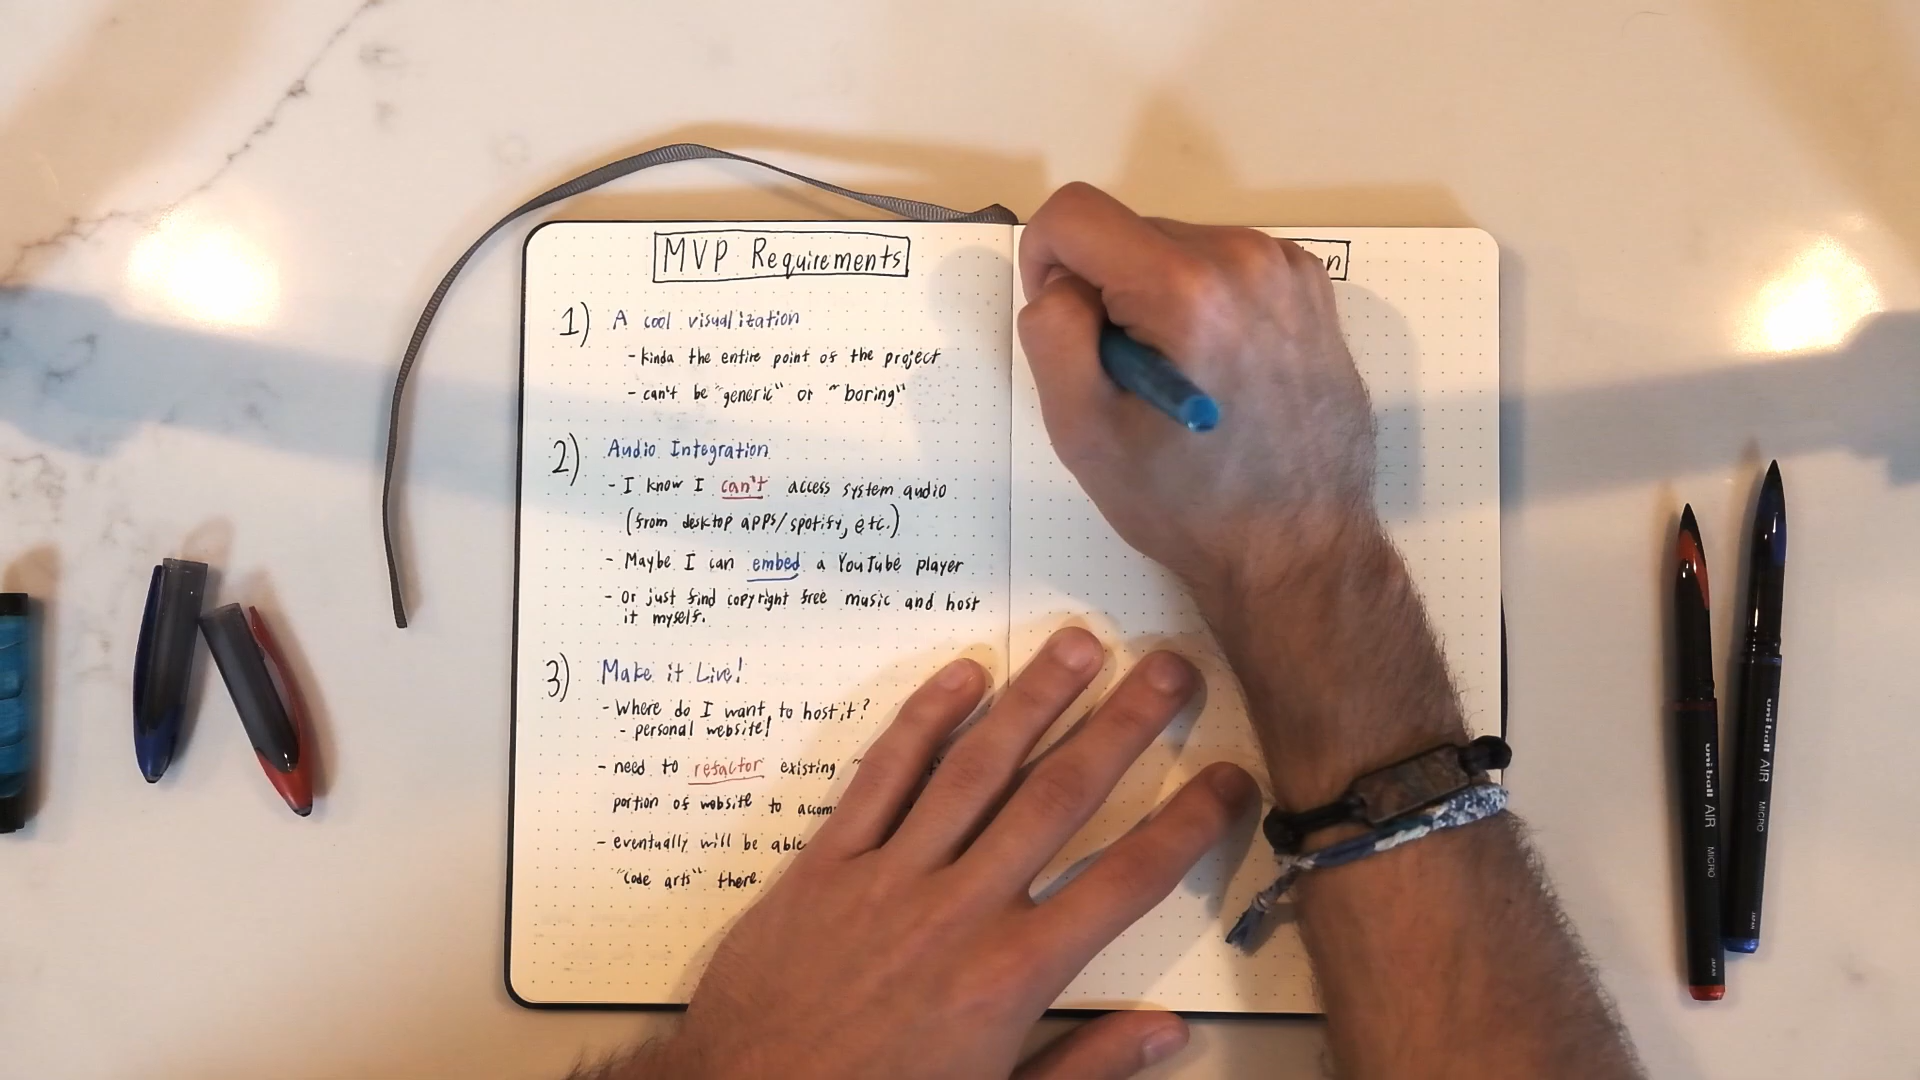 MVP Requirements
1) A cool visualization
- kinda the entire point of the project
- can't be "generic" or "boring"
2) Audio Integration
- I know I can't access system audio
(from desktop apps/spotify, etc.)
- Maybe I can embed a YouTube player
- Or just find copyright free music and host
it myself.
3) Make it Live!
- Where do I want to host it?
- personal website!
- need to refactor existing
portion of website to
- eventually will be able
"code arts" there.
uniball AIR MICRO JAPAN
uniball AIR MICRO JAPAN